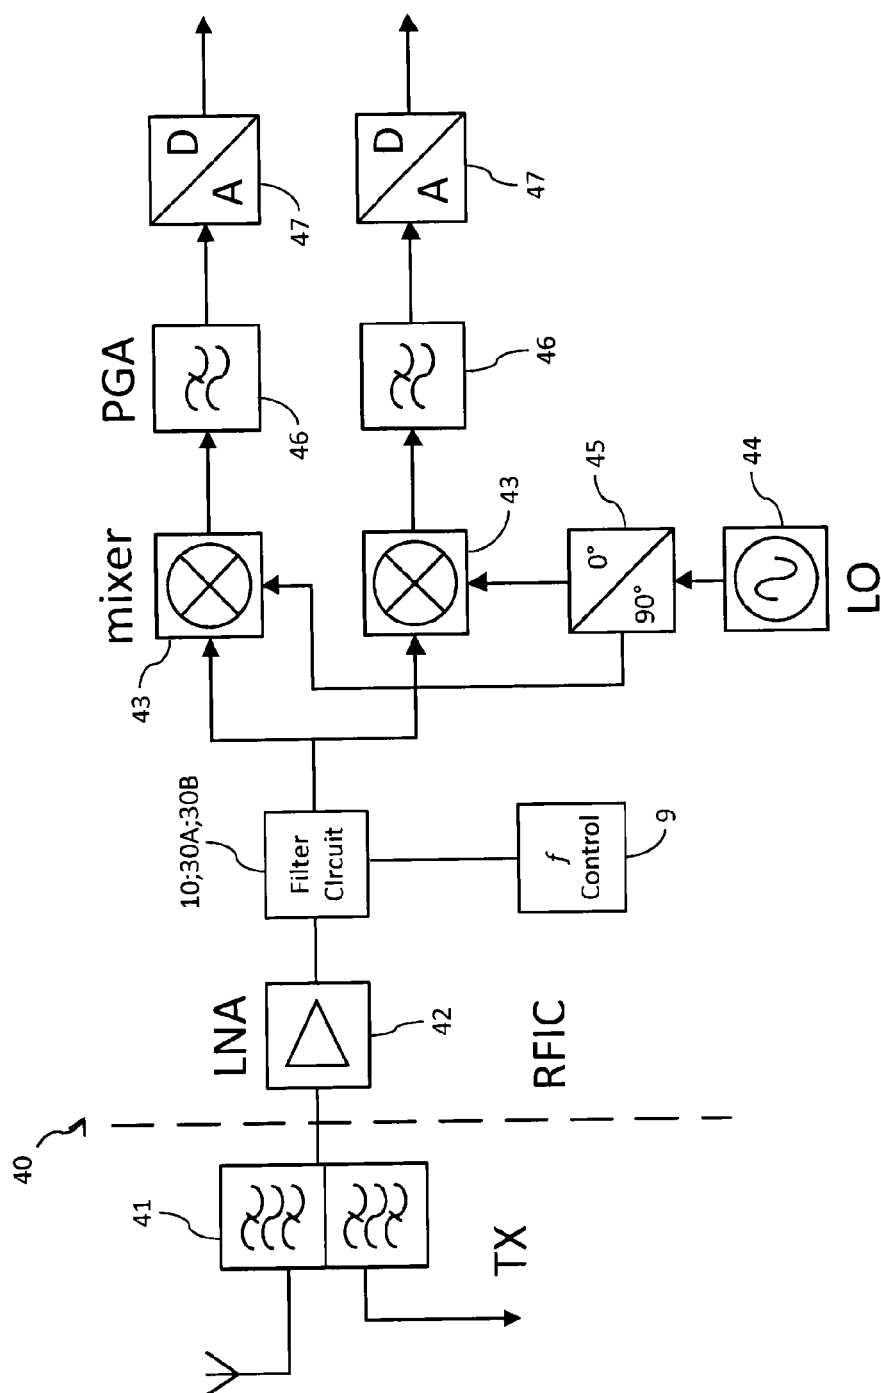 40
41
43
mixer
PGA
10;30A;30B
D
A
LNA
Filter
CIrcuit
46
47
D
A
42
43
46
47
TX
RFIC
f
Control
0°
90°
9
45
44
LO